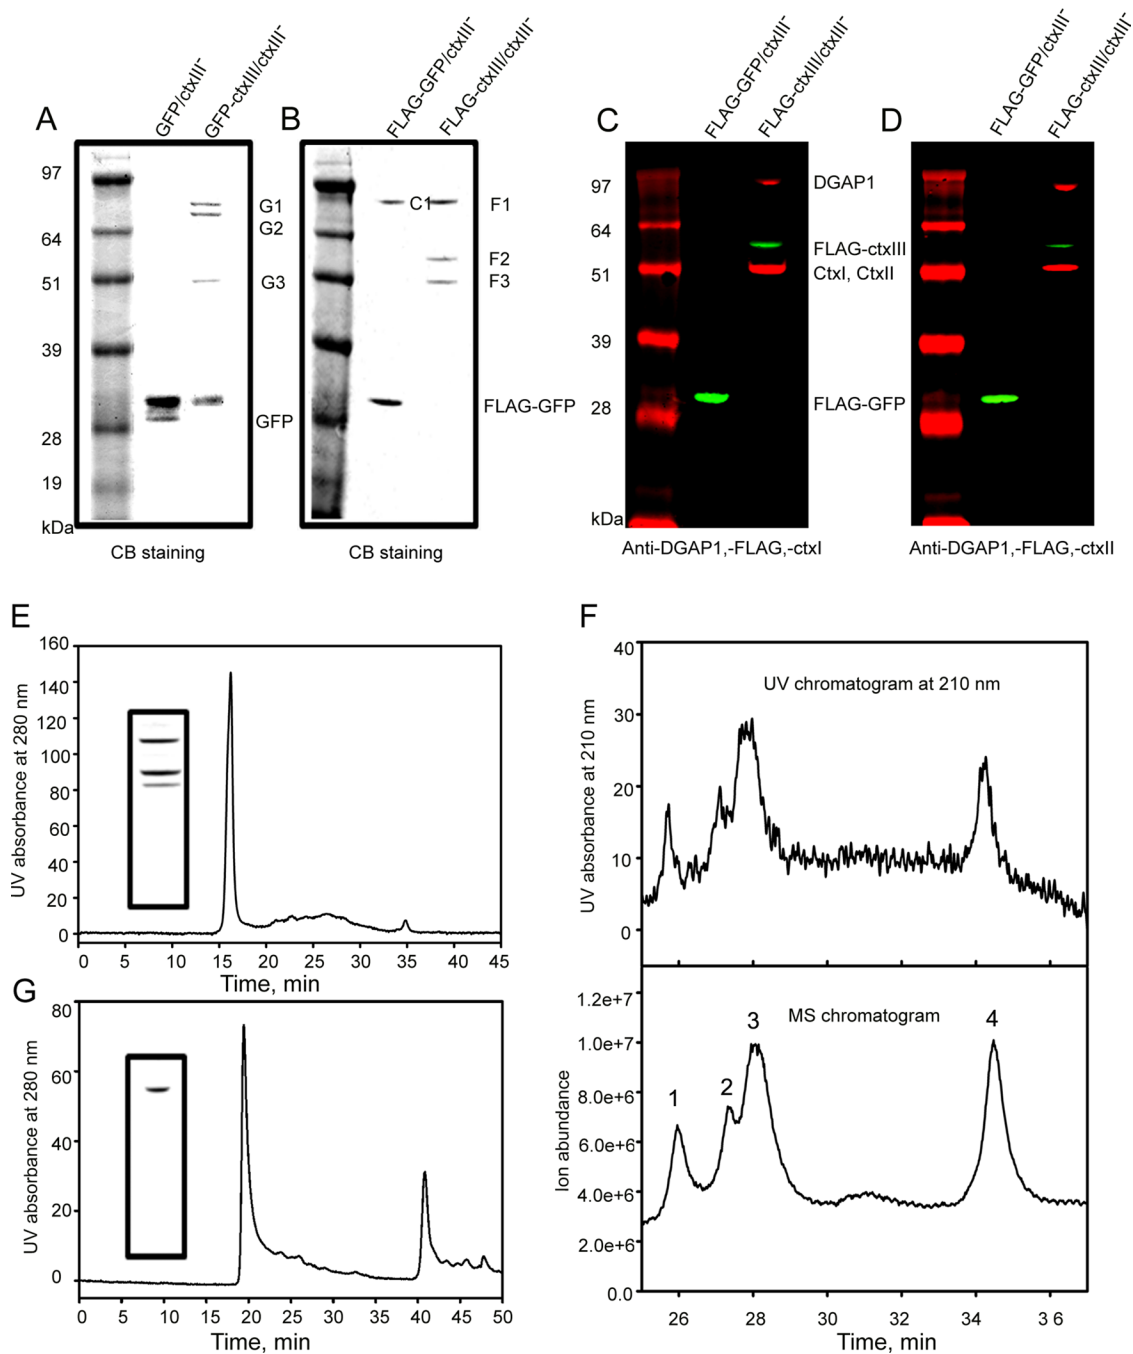 A
GFP/ctxIII⁻
GFP-ctxIII/ctxIII⁻
97
64
51
39
28
19
kDa
G1
G2
G3
GFP
CB staining
B
FLAG-GFP/ctxIII⁻
FLAG-ctxIII/ctxIII⁻
C1
F1
F2
F3
FLAG-GFP
CB staining
C
FLAG-GFP/ctxIII⁻
FLAG-ctxIII/ctxIII⁻
97
64
51
39
28
kDa
DGAP1
FLAG-ctxIII
CtxI, CtxII
FLAG-GFP
Anti-DGAP1,-FLAG,-ctxI
D
FLAG-GFP/ctxIII⁻
FLAG-ctxIII/ctxIII⁻
Anti-DGAP1,-FLAG,-ctxII
E
UV absorbance at 280 nm
160
140
120
100
80
60
40
20
0
0 5 10 15 20 25 30 35 40 45
Time, min
F
UV absorbance at 210 nm
40
30
20
10
0
UV chromatogram at 210 nm
Ion abundance
1.2e+7
1.0e+7
8.0e+6
6.0e+6
4.0e+6
2.0e+6
0.0
MS chromatogram
1
2
3
4
26 28 30 32 34 3 6
Time, min
G
UV absorbance at 280 nm
80
60
40
20
0
0 5 10 15 20 25 30 35 40 45 50
Time, min